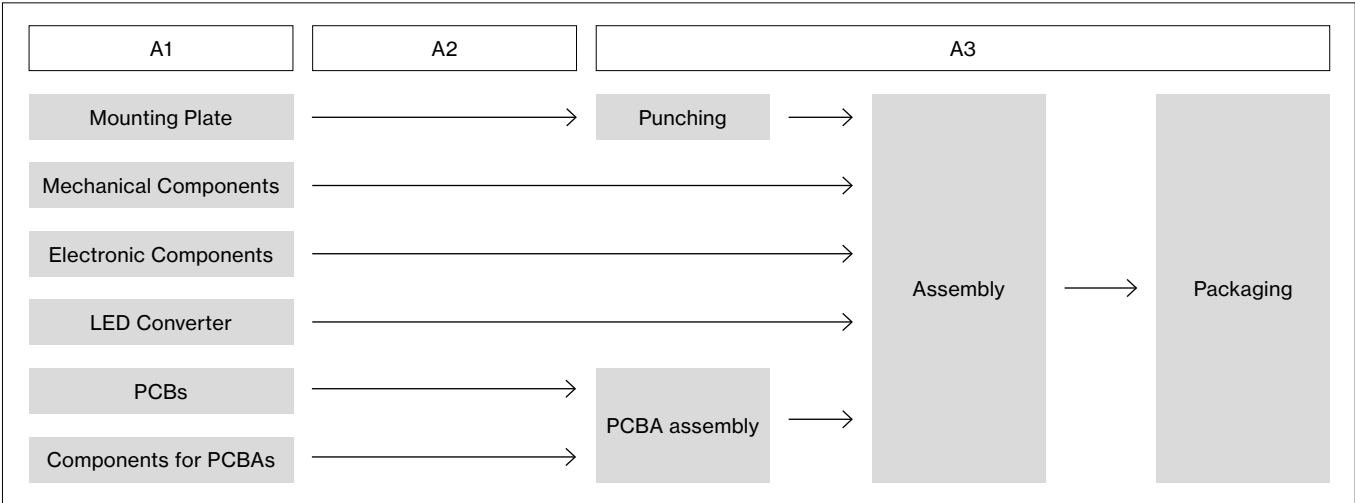 A1
A2
A3
Mounting Plate
Punching
Mechanical Components
Electronic Components
LED Converter
PCBs
Components for PCBAs
PCBA assembly
Assembly
Packaging